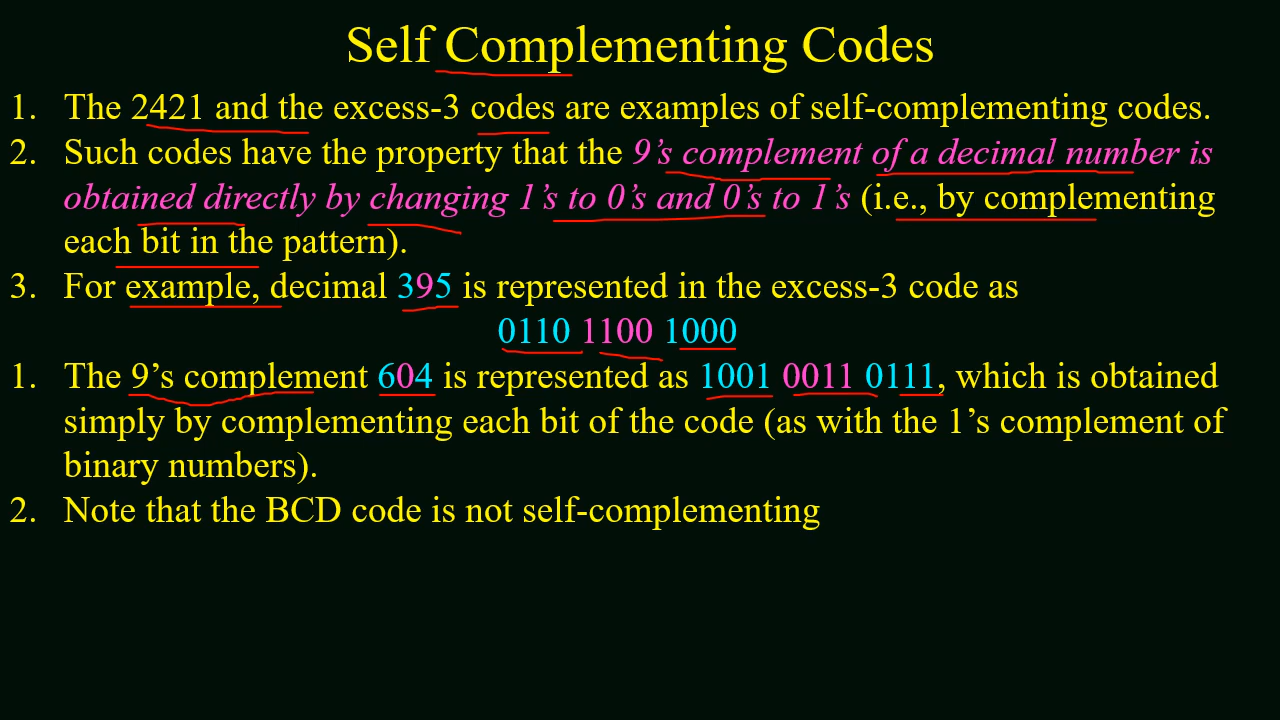 Self Complementing Codes
1. The 2421 and the excess-3 codes are examples of self-complementing codes.
2. Such codes have the property that the 9’s complement of a decimal number is
obtained directly by changing 1’s to 0’s and 0’s to 1’s (i.e., by complementing
each bit in the pattern).
3. For example, decimal 395 is represented in the excess-3 code as
0110 1100 1000
1. The 9’s complement 604 is represented as 1001 0011 0111, which is obtained
simply by complementing each bit of the code (as with the 1’s complement of
binary numbers).
2. Note that the BCD code is not self-complementing